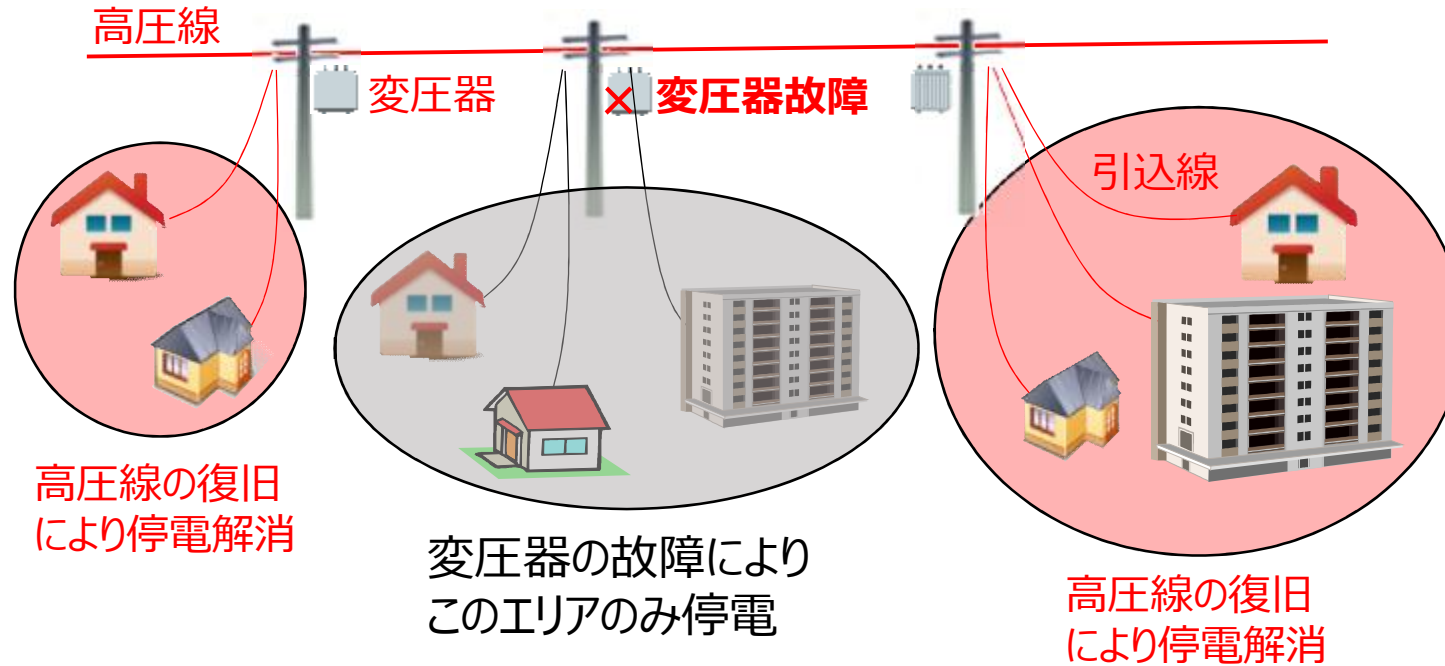 高圧線
変圧器
変圧器故障
引込線
高圧線の復旧
により停電解消
変圧器の故障により
このエリアのみ停電
高圧線の復旧
により停電解消